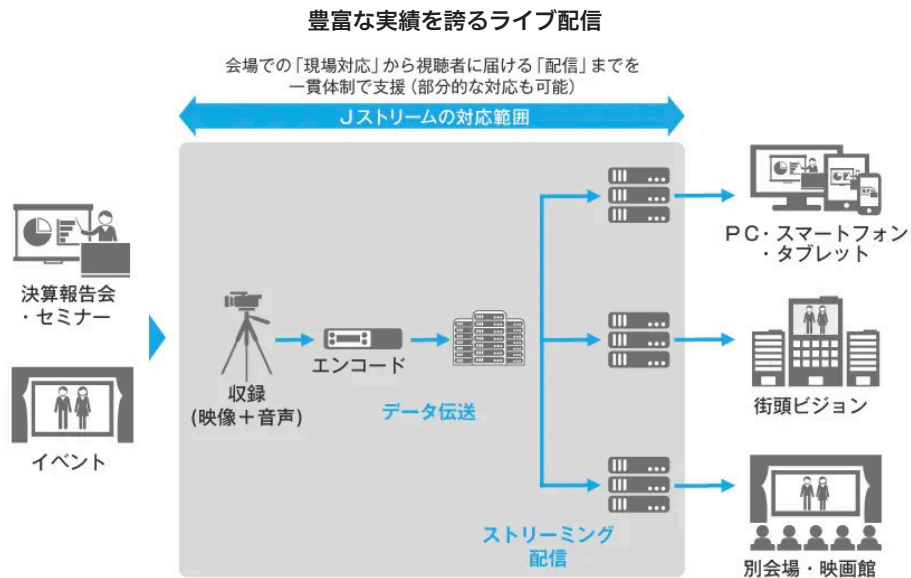 豊富な実績を誇るライブ配信
会場での「現場対応」から視聴者に届ける「配信」までを
一貫体制で支援（部分的な対応も可能）
Jストリームの対応範囲
決算報告会
・セミナー
イベント
収録
(映像＋音声)
エンコード
データ伝送
ストリーミング
配信
PC・スマートフォン
・タブレット
街頭ビジョン
別会場・映画館